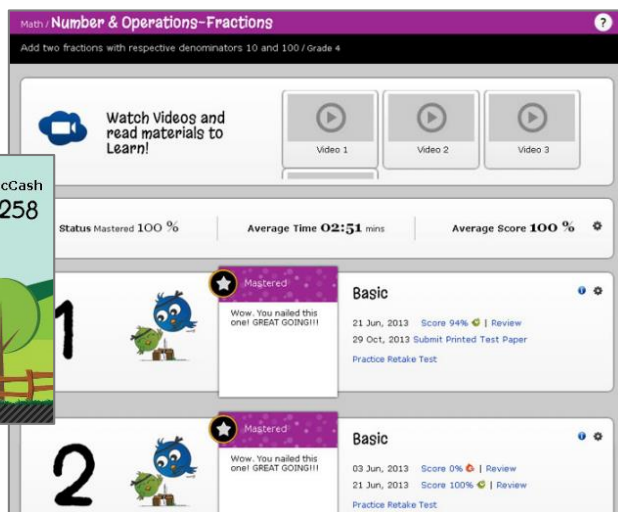 Math / Number & Operations-Fractions
?
Add two fractions with respective denominators 10 and 100 / Grade 4
Watch Videos and
read materials to
Learn!
Video 1
Video 2
Video 3
cCash
258
Status Mastered 100 %
Average Time 02:51 mins
Average Score 100 %
1
Mastered
Wow. You nailed this
one! GREAT GOING!!!
Basic
21 Jun, 2013 Score 94% | Review
29 Oct, 2013 Submit Printed Test Paper
Practice Retake Test
2
Mastered
Wow. You nailed this
one! GREAT GOING!!!
Basic
03 Jun, 2013 Score 0% | Review
21 Jun, 2013 Score 100% | Review
Practice Retake Test